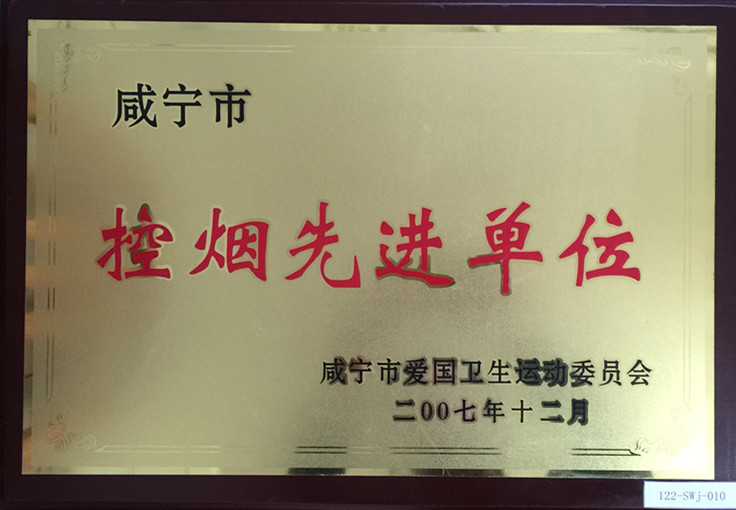 咸宁市
控烟先进单位
咸宁市爱国卫生运动委员会
二00七年十二月
122-SWj-010